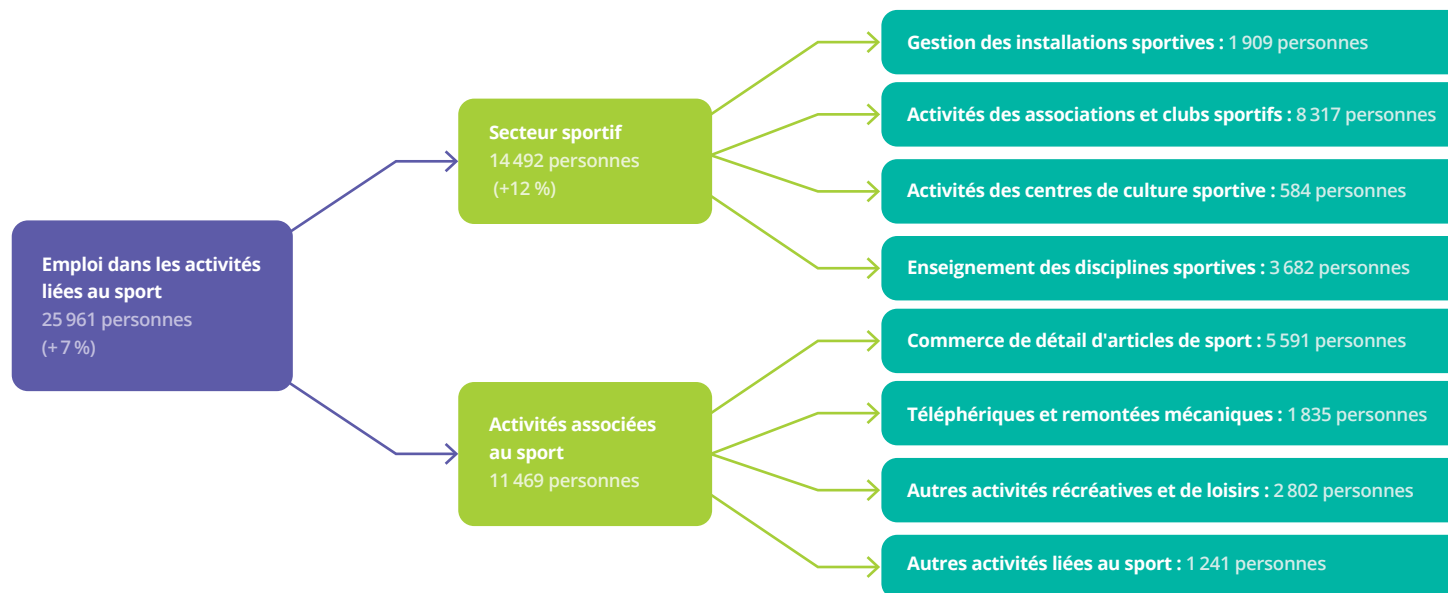 Emploi dans les activités
liées au sport
25 961 personnes
(+ 7 %)
Secteur sportif
14 492 personnes
(+12 %)
Gestion des installations sportives : 1 909 personnes
Activités des associations et clubs sportifs : 8 317 personnes
Activités des centres de culture sportive : 584 personnes
Enseignement des disciplines sportives : 3 682 personnes
Activités associées
au sport
11 469 personnes
Commerce de détail d'articles de sport : 5 591 personnes
Téléphériques et remontées mécaniques : 1 835 personnes
Autres activités récréatives et de loisirs : 2 802 personnes
Autres activités liées au sport : 1 241 personnes